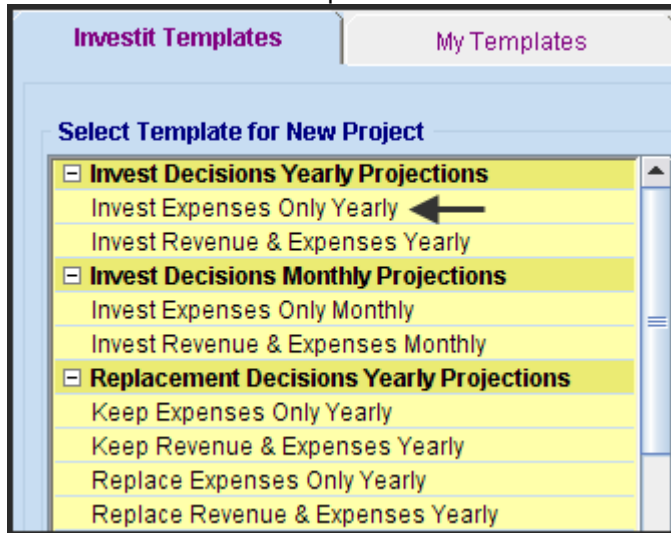 Investit Templates
My Templates
Select Template for New Project
Invest Decisions Yearly Projections
Invest Expenses Only Yearly
Invest Revenue & Expenses Yearly
Invest Decisions Monthly Projections
Invest Expenses Only Monthly
Invest Revenue & Expenses Monthly
Replacement Decisions Yearly Projections
Keep Expenses Only Yearly
Keep Revenue & Expenses Yearly
Replace Expenses Only Yearly
Replace Revenue & Expenses Yearly